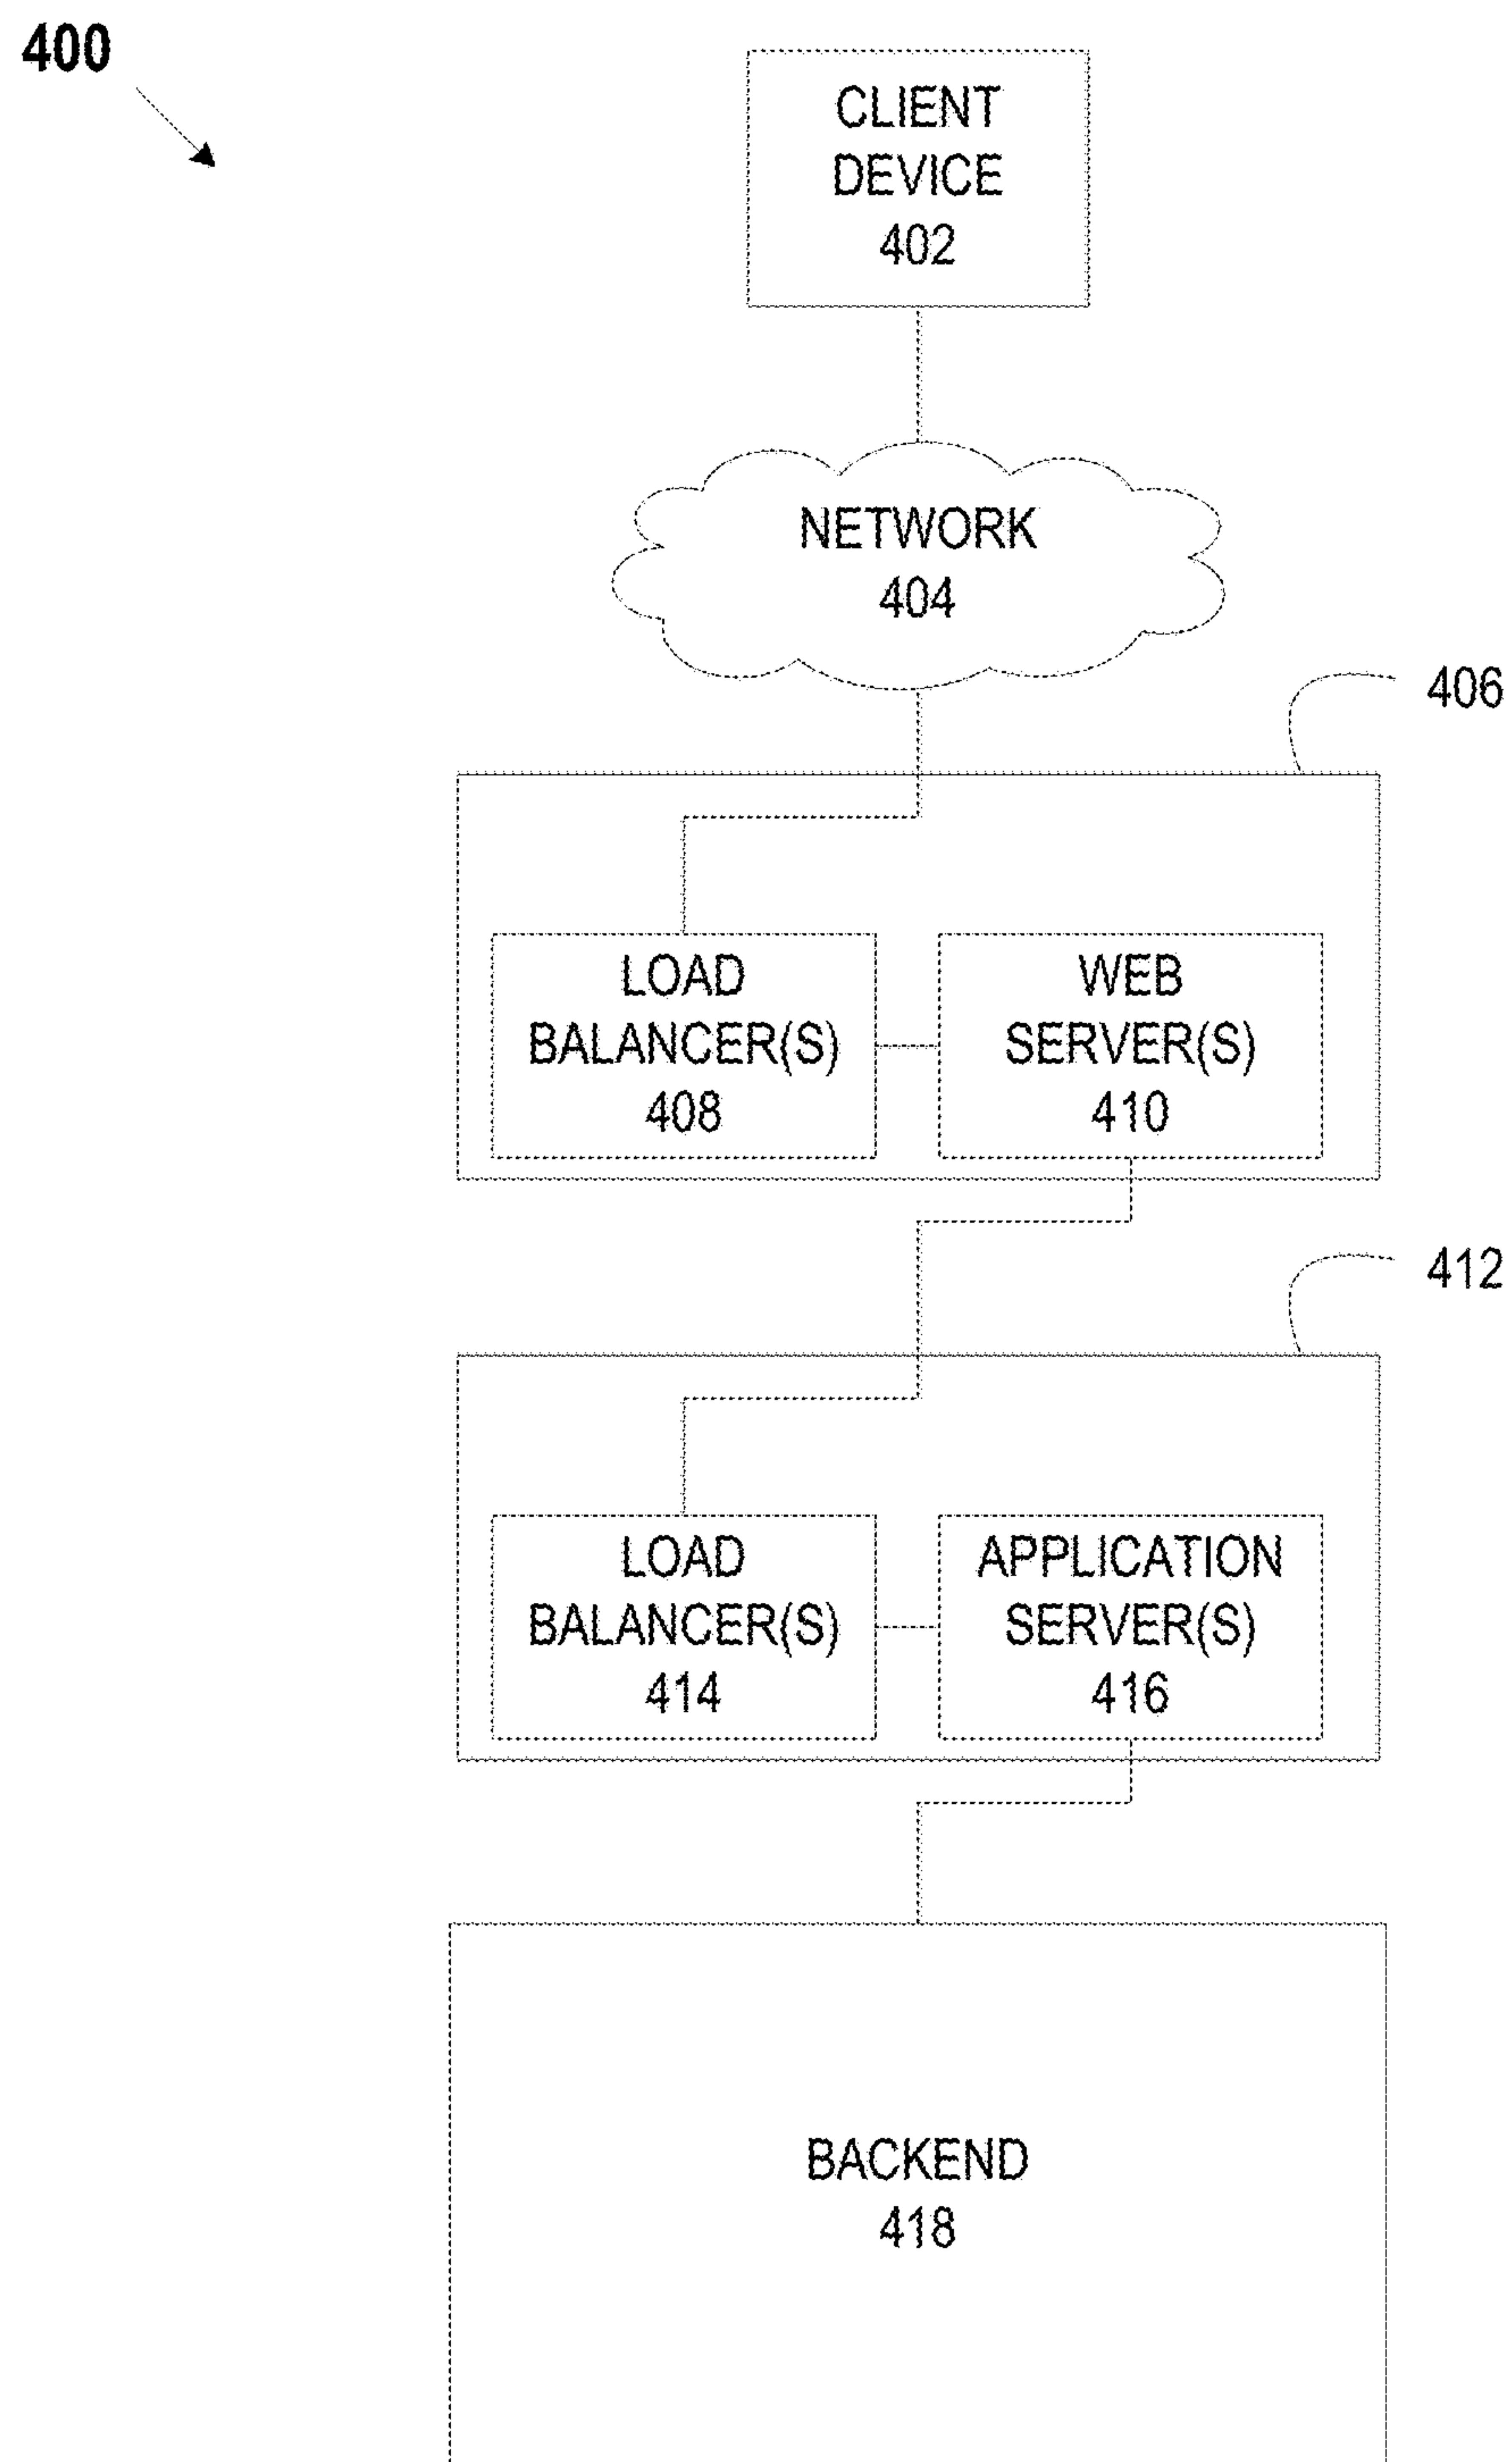 400
CLIENT
DEVICE
402
NETWORK
404
406
LOAD
BALANCER(S)
408
WEB
SERVER(S)
410
412
LOAD
BALANCER(S)
414
APPLICATION
SERVER(S)
416
BACKEND
418